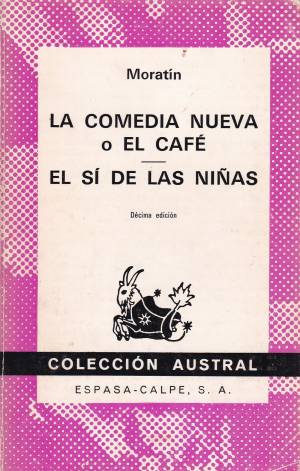 Moratín
LA COMEDIA NUEVA
o EL CAFÉ
EL SÍ DE LAS NIÑAS
Décima edición
COLECCIÓN AUSTRAL
ESPASA-CALPE, S. A.